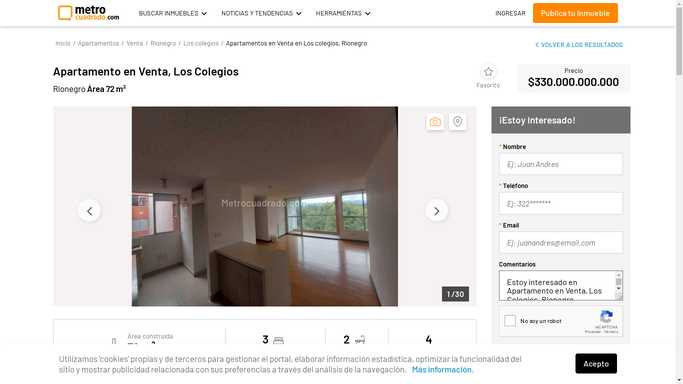 metro
cuadrado.com
BUSCAR INMUEBLES
NOTICIAS Y TENDENCIAS
HERRAMIENTAS
INGRESAR
Publica tu Inmueble
Inicio / Apartamentos / Venta / Rionegro / Los colegios / Apartamentos en Venta en Los colegios, Rionegro
VOLVER A LOS RESULTADOS
Apartamento en Venta, Los Colegios
Rionegro Área 72 m²
Favorito
Precio
$330.000.000.000
Metrocuadrado.com
1 / 30
¡Estoy Interesado!
* Nombre
Ej: Juan Andres
* Teléfono
Ej: 322*******
* Email
Ej: juanandres@email.com
Comentarios
Estoy interesado en
Apartamento en Venta, Los
Colegios, Rionegro
No soy un robot
reCAPTCHA
Privacidad - Términos
Área construida
3
2
4
Utilizamos 'cookies' propias y de terceros para gestionar el portal, elaborar información estadística, optimizar la funcionalidad del
sitio y mostrar publicidad relacionada con sus preferencias a través del análisis de la navegación. Más información.
Acepto